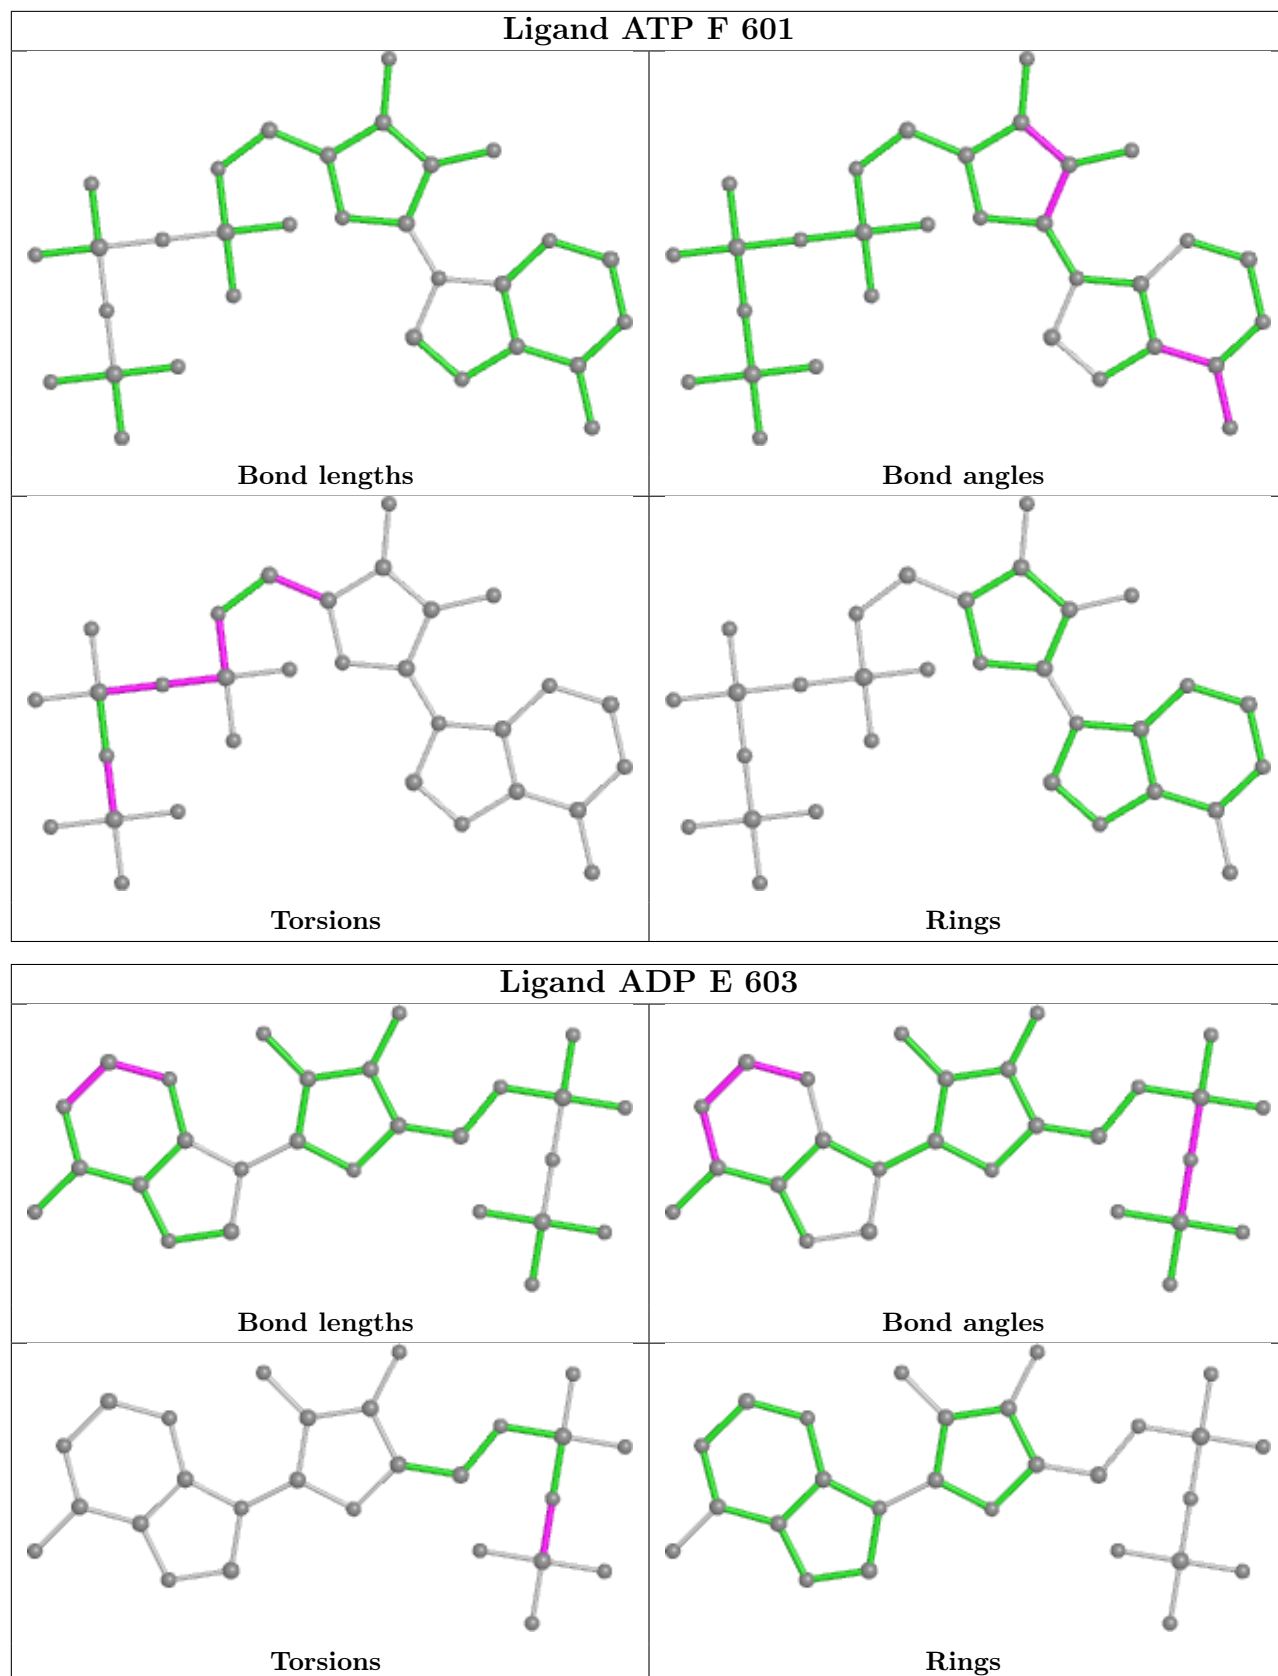 Ligand ATP F 601
Bond lengths
Bond angles
Torsions
Rings
Ligand ADP E 603
Bond lengths
Bond angles
Torsions
Rings